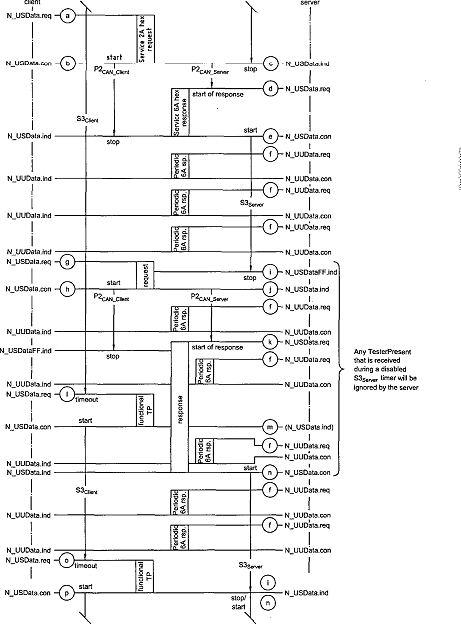 client server
N_USData.req a
Service 2A hex request
start
N_USData.con b c N_USData.ind
P2CAN_Client P2CAN_Server stop
d N_USData.req
start of response
Service 6A hex response
S3Client
start
N_USData.ind e N_USData.con
stop
f N_UUData.req
Periodic 6A rsp.
N_UUData.ind N_UUData.con
f N_UUData.req
Periodic 6A rsp.
S3Server
N_UUData.ind N_UUData.con
f N_UUData.req
Periodic 6A rsp.
N_UUData.ind N_UUData.con
N_USData.req g
request
i N_USDataFF.ind
stop
start
N_USData.con h j N_USData.ind
P2CAN_Client P2CAN_Server
f N_UUData.req
Periodic 6A rsp.
N_UUData.ind N_UUData.con
k N_USData.req
start of response
N_USDataFF.ind
stop
f N_UUData.req
Periodic 6A rsp.
response
Any TesterPresent
that is received
during a disabled
S3Server timer will be
ignored by the server
N_UUData.ind N_UUData.con
N_USData.req l
timeout
functional TP
start
N_USData.con m (N_USData.ind)
f N_UUData.req
Periodic 6A rsp.
N_UUData.con
N_UUData.ind
start
N_USData.ind n N_USData.con
S3Client
f N_UUData.req
Periodic 6A rsp.
N_UUData.ind N_UUData.con
f N_UUData.req
Periodic 6A rsp.
N_UUData.ind N_UUData.con
N_USData.req o
timeout
functional TP
S3Server
i
start
N_USData.con p N_USData.ind
stop/
start
n